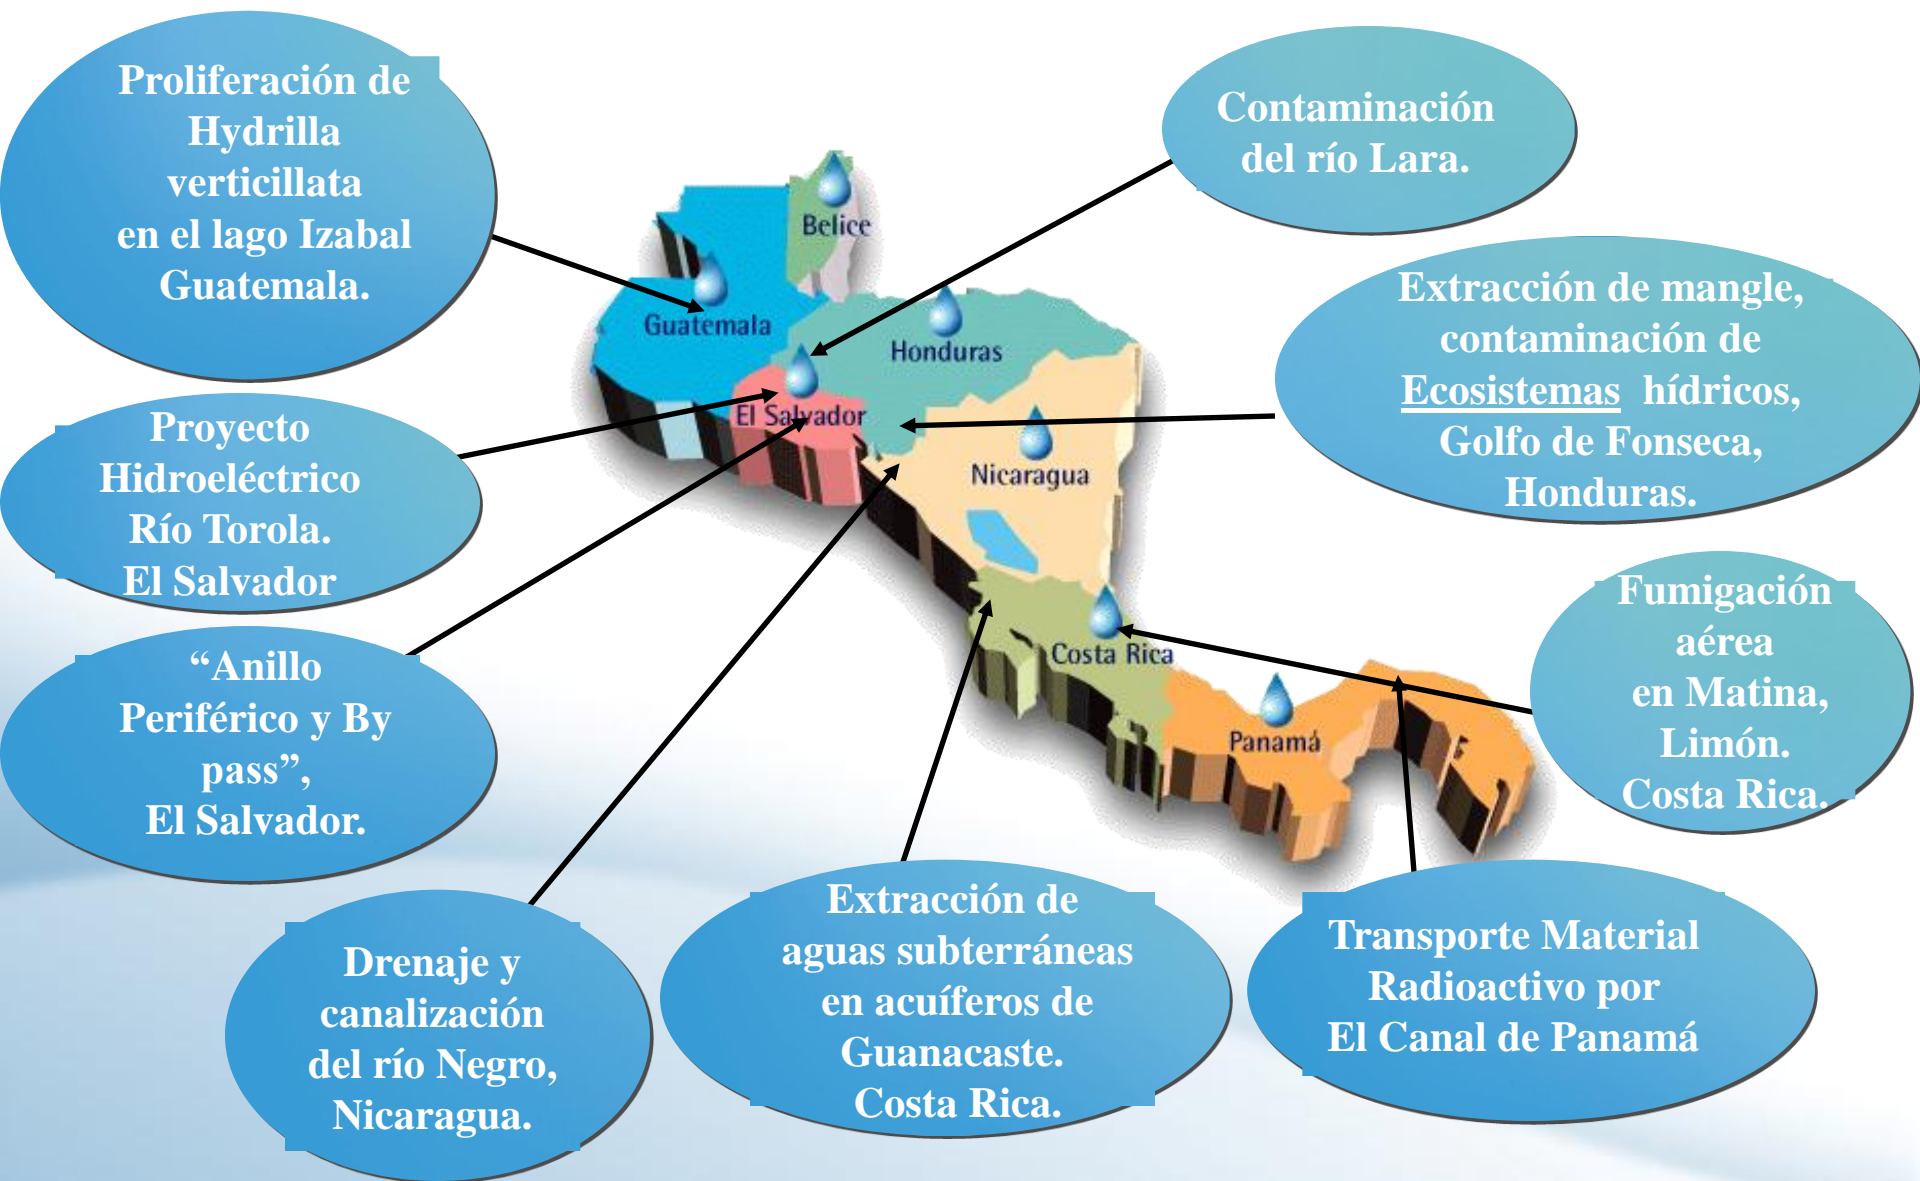 Proliferación de
Hydrilla
verticillata
en el lago Izabal
Guatemala.
Contaminación
del río Lara.
Extracción de mangle,
contaminación de
Ecosistemas hídricos,
Golfo de Fonseca,
Honduras.
Proyecto
Hidroeléctrico
Río Torola.
El Salvador
“Anillo
Periférico y By
pass”,
El Salvador.
Drenaje y
canalización
del río Negro,
Nicaragua.
Extracción de
aguas subterráneas
en acuíferos de
Guanacaste.
Costa Rica.
Transporte Material
Radioactivo por
El Canal de Panamá
Fumigación
aérea
en Matina,
Limón.
Costa Rica.
Belice
Guatemala
Honduras
El Salvador
Nicaragua
Costa Rica
Panamá